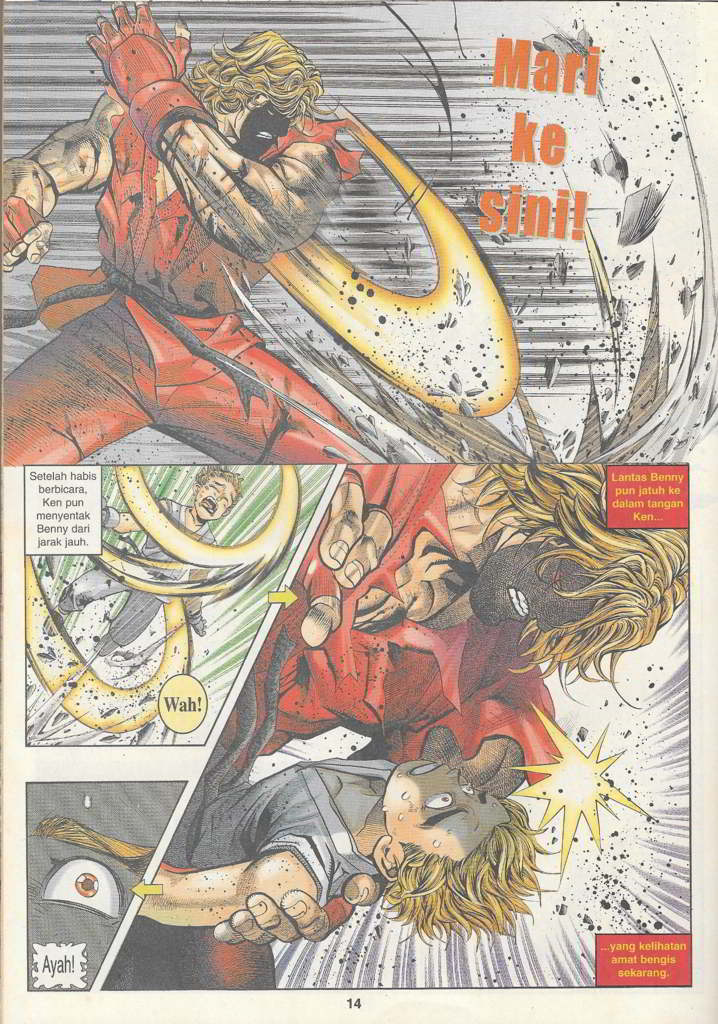 Mari
ke
sini!
Setelah habis
berbicara,
Ken pun
menyentak
Benny dari
jarak jauh.
Wah!
Lantas Benny
pun jatuh ke
dalam tangan
Ken...
Ayah!
...yang kelihatan
amat bengis
sekarang.
14